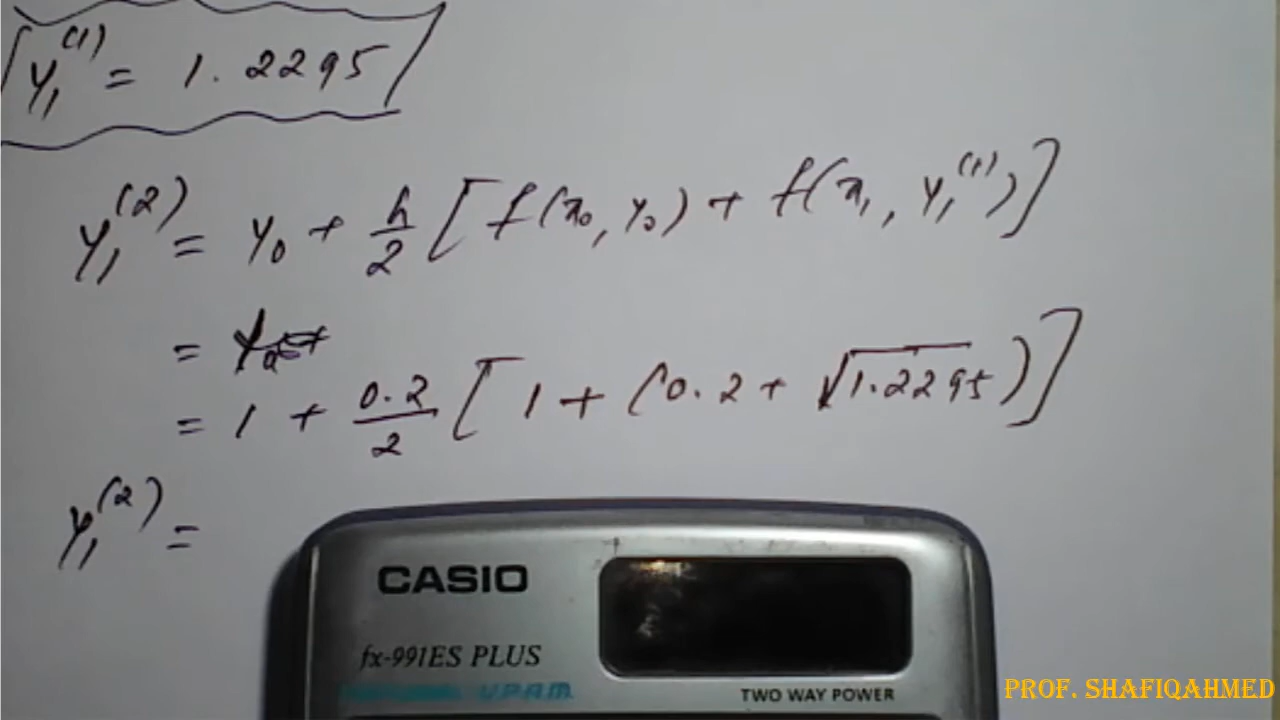 y₁⁽¹⁾ = 1.2295
y₁⁽²⁾ = y₀ + h/2 [f(x₀, y₀) + f(x₁, y₁⁽¹⁾)]
=
= 1 + 0.2/2 [1 + (0.2 + √1.2295)]
y₁⁽²⁾ =
CASIO
fx-991ES PLUS
NATURAL-V.P.A.M.
TWO WAY POWER
PROF. SHAFIQAHMED